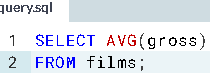 query.sql
1 SELECT AVG(gross)
2 FROM films;